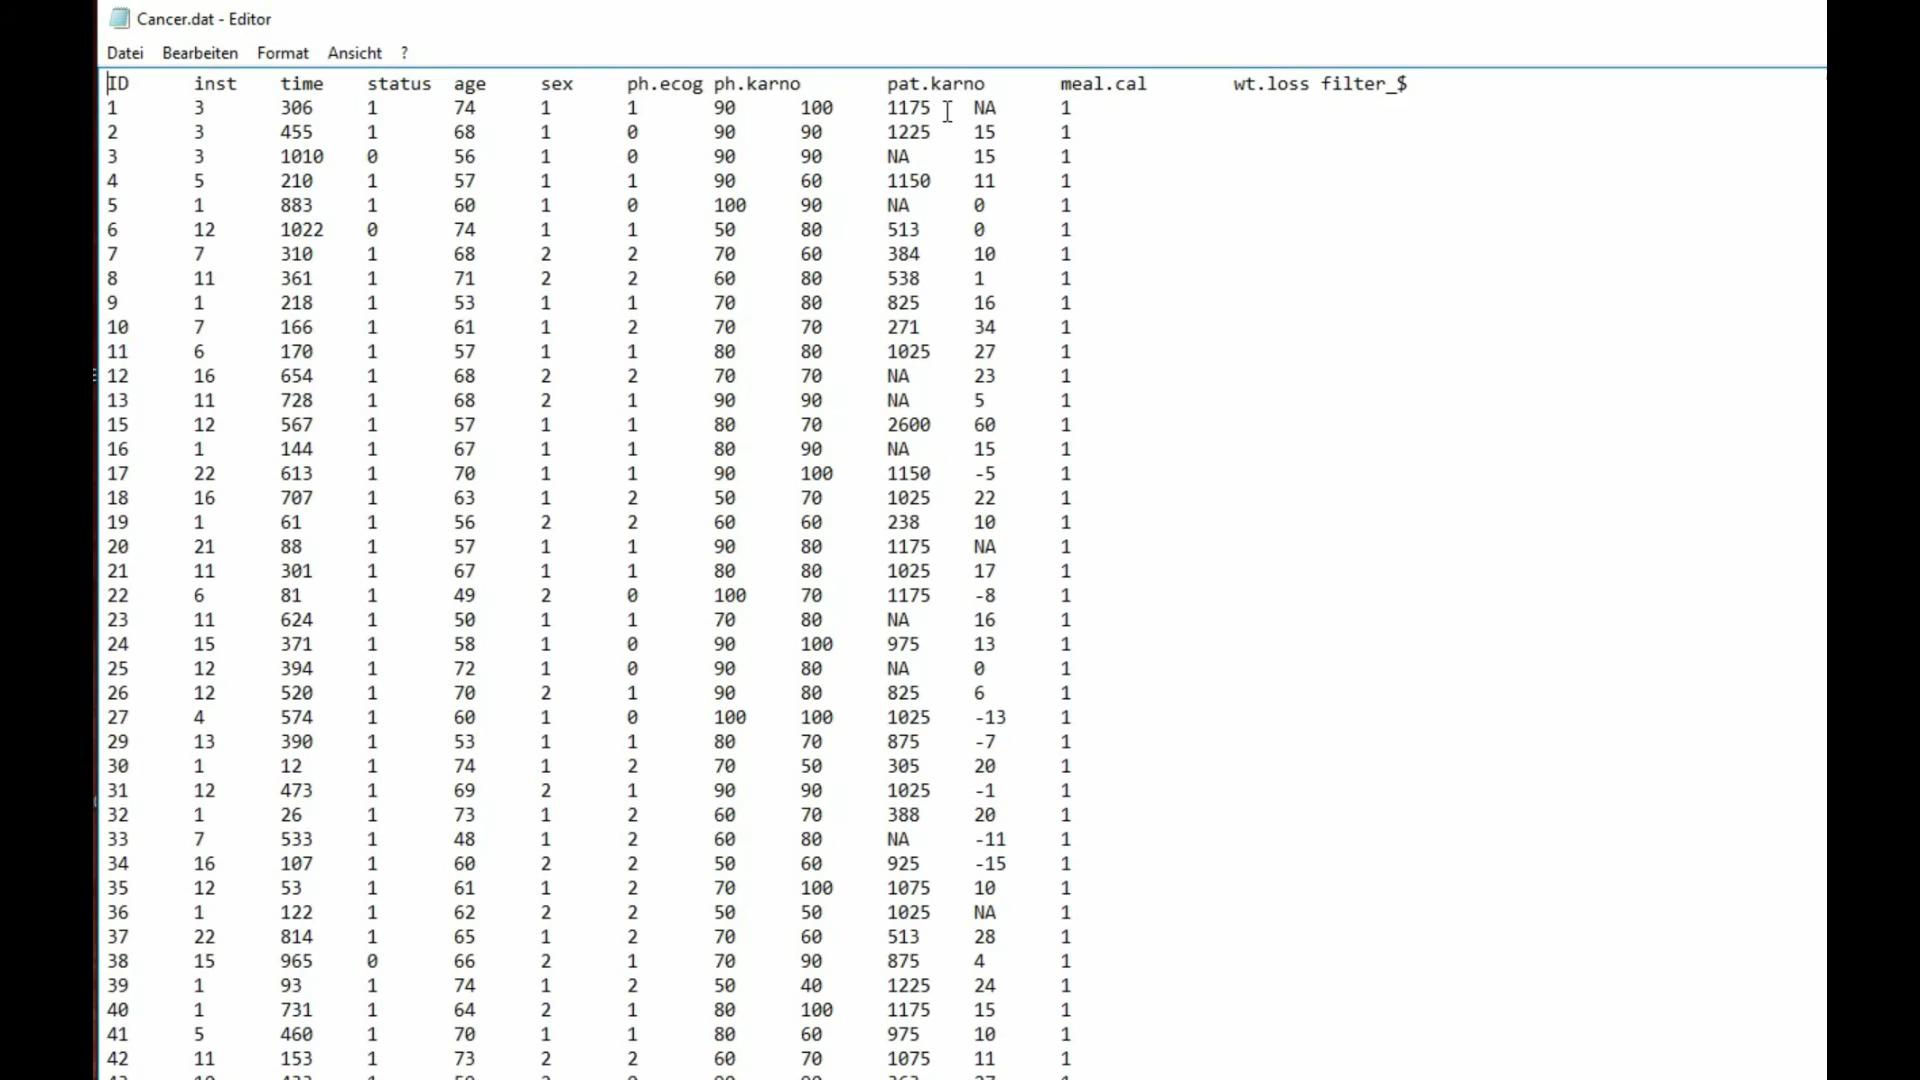 Cancer.dat - Editor
Datei Bearbeiten Format Ansicht ?
ID inst time status age sex ph.ecog ph.karno pat.karno meal.cal wt.loss filter_$
1 3 306 1 74 1 1 90 100 1175 NA 1
2 3 455 1 68 1 0 90 90 1225 15 1
3 3 1010 0 56 1 0 90 90 NA 15 1
4 5 210 1 57 1 1 90 60 1150 11 1
5 1 883 1 60 1 0 100 90 NA 0 1
6 12 1022 0 74 1 1 50 80 513 0 1
7 7 310 1 68 2 2 70 60 384 10 1
8 11 361 1 71 2 2 60 80 538 1 1
9 1 218 1 53 1 1 70 80 825 16 1
10 7 166 1 61 1 2 70 70 271 34 1
11 6 170 1 57 1 1 80 80 1025 27 1
12 16 654 1 68 2 2 70 70 NA 23 1
13 11 728 1 68 2 1 90 90 NA 5 1
15 12 567 1 57 1 1 80 70 2600 60 1
16 1 144 1 67 1 1 80 90 NA 15 1
17 22 613 1 70 1 1 90 100 1150 -5 1
18 16 707 1 63 1 2 50 70 1025 22 1
19 1 61 1 56 2 2 60 60 238 10 1
20 21 88 1 57 1 1 90 80 1175 NA 1
21 11 301 1 67 1 1 80 80 1025 17 1
22 6 81 1 49 2 0 100 70 1175 -8 1
23 11 624 1 50 1 1 70 80 NA 16 1
24 15 371 1 58 1 0 90 100 975 13 1
25 12 394 1 72 1 0 90 80 NA 0 1
26 12 520 1 70 2 1 90 80 825 6 1
27 4 574 1 60 1 0 100 100 1025 -13 1
29 13 390 1 53 1 1 80 70 875 -7 1
30 1 12 1 74 1 2 70 50 305 20 1
31 12 473 1 69 2 1 90 90 1025 -1 1
32 1 26 1 73 1 2 60 70 388 20 1
33 7 533 1 48 1 2 60 80 NA -11 1
34 16 107 1 60 2 2 50 60 925 -15 1
35 12 53 1 61 1 2 70 100 1075 10 1
36 1 122 1 62 2 2 50 50 1025 NA 1
37 22 814 1 65 1 2 70 60 513 28 1
38 15 965 0 66 2 1 70 90 875 4 1
39 1 93 1 74 1 2 50 40 1225 24 1
40 1 731 1 64 2 1 80 100 1175 15 1
41 5 460 1 70 1 1 80 60 975 10 1
42 11 153 1 73 2 2 60 70 1075 11 1